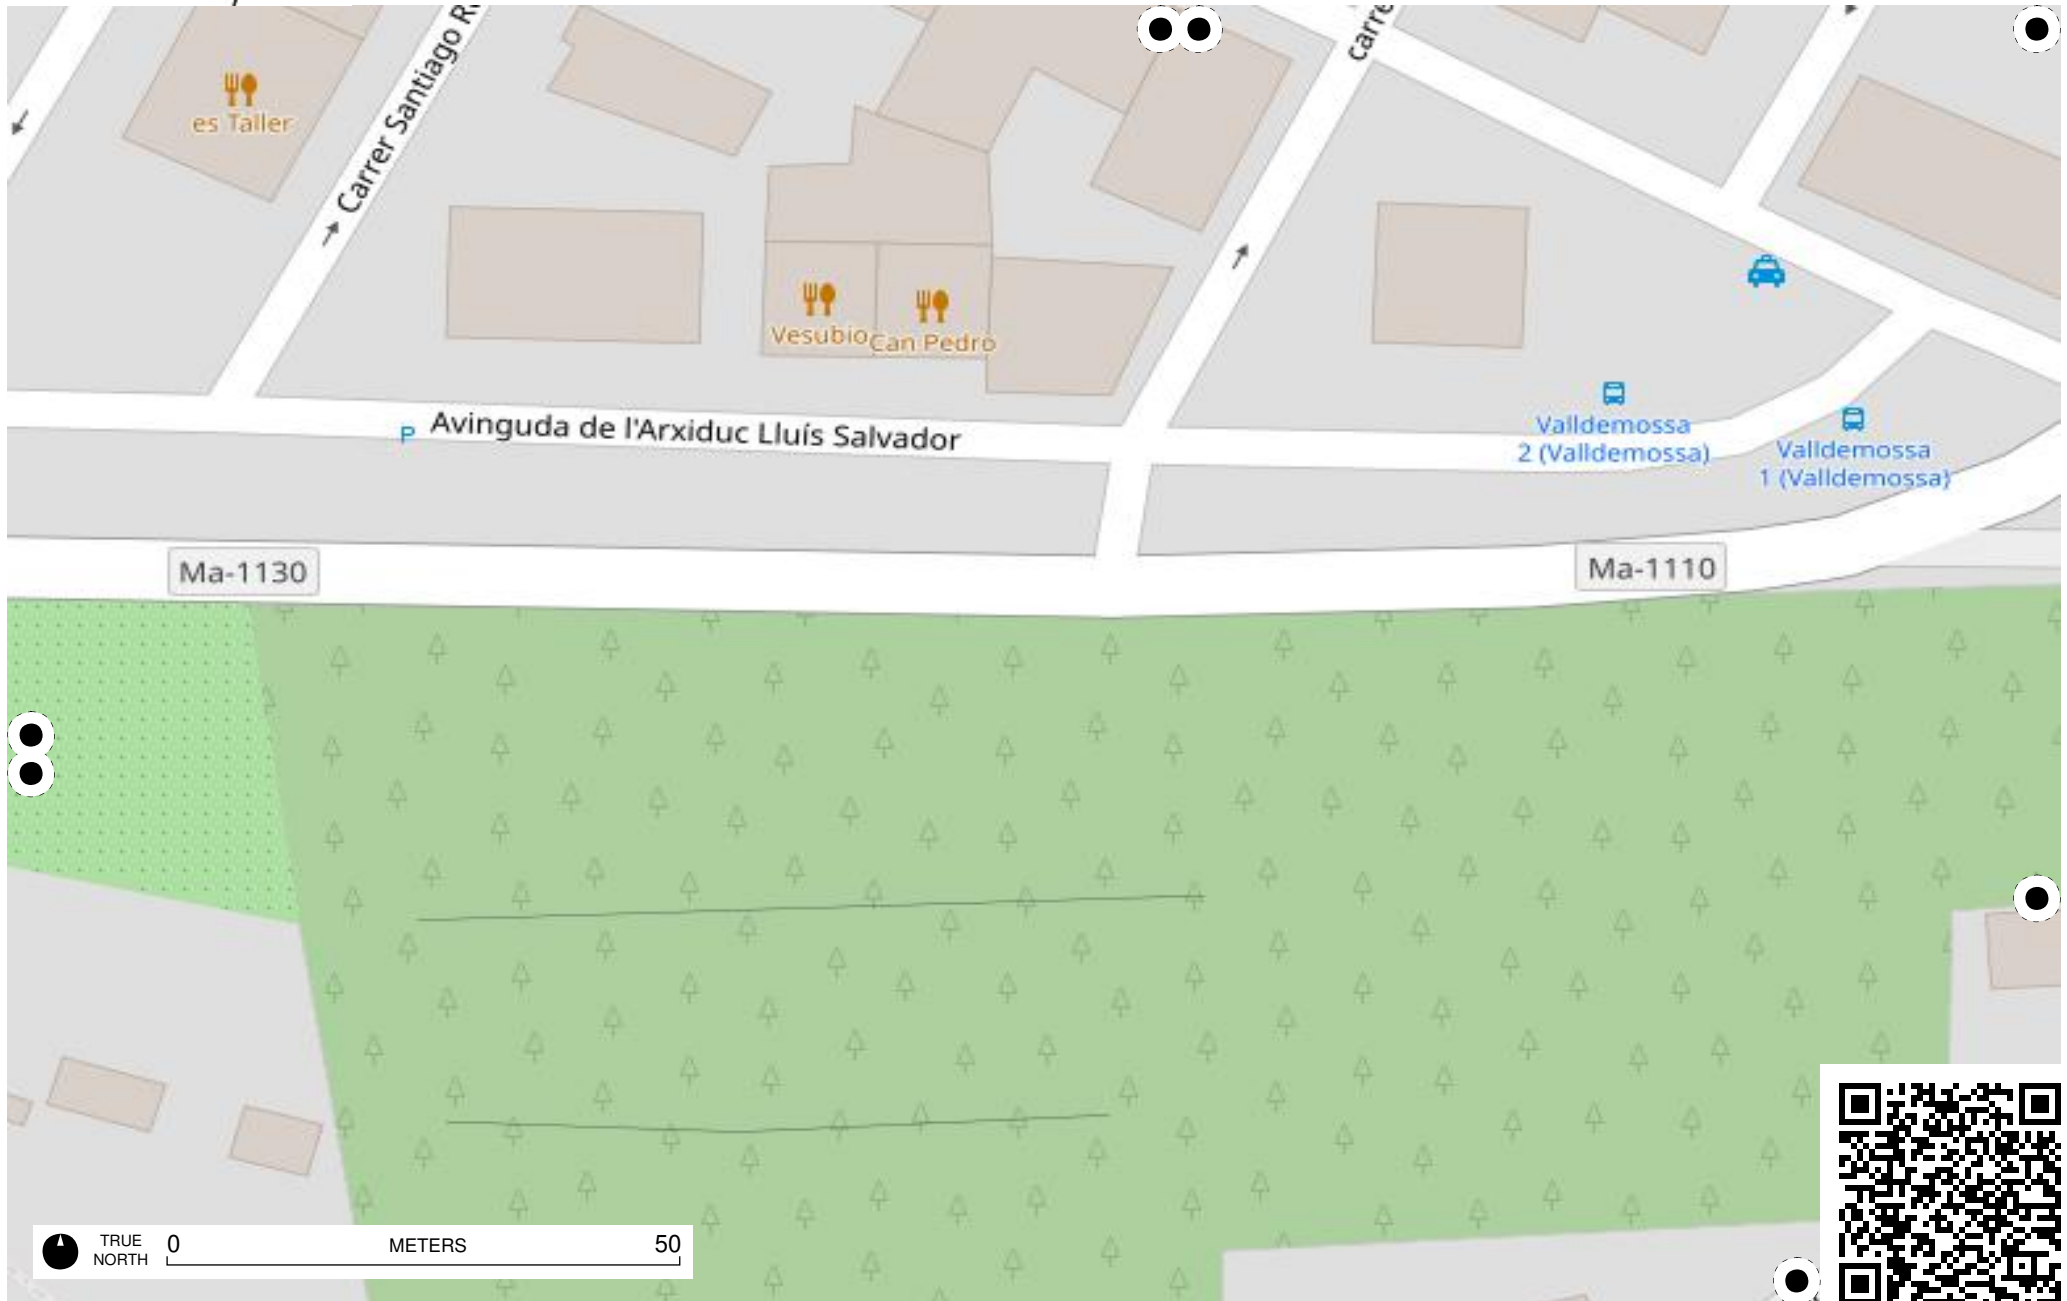 es Taller
Carrer Santiago
carre
Vesubio
Can Pedro
P
Avinguda de l'Arxiduc Lluís Salvador
Valldemossa
2 (Valldemossa)
Valldemossa
1 (Valldemossa)
Ma-1130
Ma-1110
TRUE
NORTH
0 METERS 50